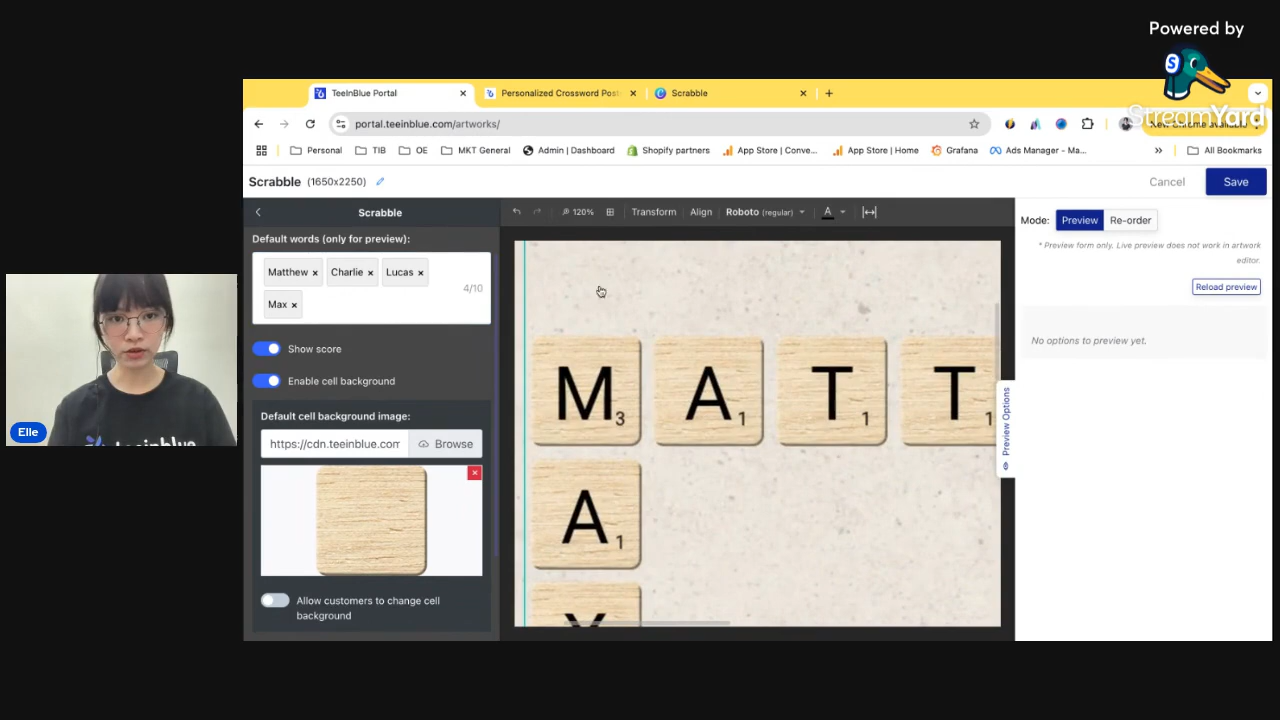 Powered by
S
StreamYard
TeeInBlue Portal
Personalized Crossword Pos
Scrabble
portal.teeinblue.com/artworks/
New Chrome available
Personal
TIB
OE
MKT General
Admin | Dashboard
Shopify partners
App Store | Conve...
App Store | Home
Grafana
Ads Manager - Ma...
All Bookmarks
Scrabble (1650x2250)
Cancel
Save
Scrabble
120%
Transform
Align
Roboto (regular)
A
Mode:
Preview
Re-order
* Preview form only. Live preview does not work in artwork
editor.
Reload preview
No options to preview yet.
Preview Options
Default words (only for preview):
Matthew
Charlie
Lucas
Max
4/10
Show score
Enable cell background
Default cell background image:
https://cdn.teeinblue.com
Browse
Allow customers to change cell
background
M3 A1 T1 T1
A1
Elle
teeinblue